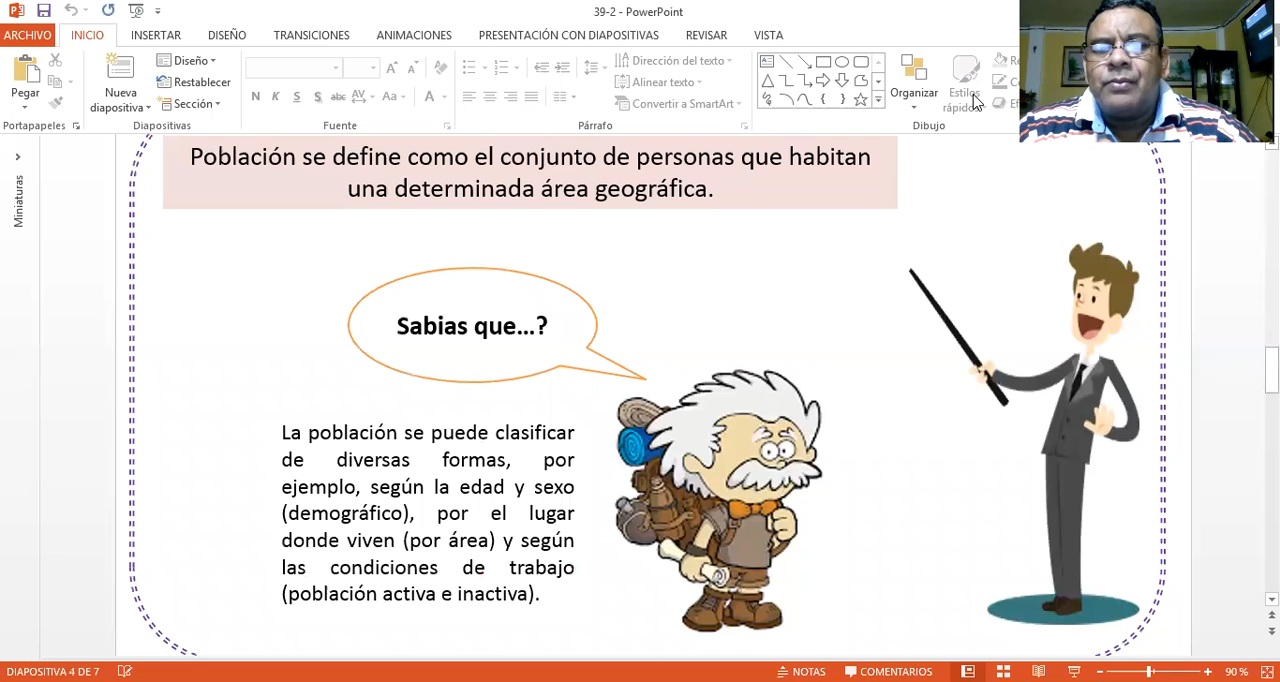 39-2 - PowerPoint
ARCHIVO INICIO INSERTAR DISEÑO TRANSICIONES ANIMACIONES PRESENTACIÓN CON DIAPOSITIVAS REVISAR VISTA
Pegar
Nueva
diapositiva
Diseño
Restablecer
Sección
N K S S abc AV Aa A
Dirección del texto
Alinear texto
Convertir a SmartArt
Organizar
Estilos
rápidos
Portapapeles Diapositivas Fuente Párrafo Dibujo
Miniaturas
Población se define como el conjunto de personas que habitan
una determinada área geográfica.
Sabias que...?
La población se puede clasificar
de diversas formas, por
ejemplo, según la edad y sexo
(demográfico), por el lugar
donde viven (por área) y según
las condiciones de trabajo
(población activa e inactiva).
DIAPOSITIVA 4 DE 7 NOTAS COMENTARIOS 90 %